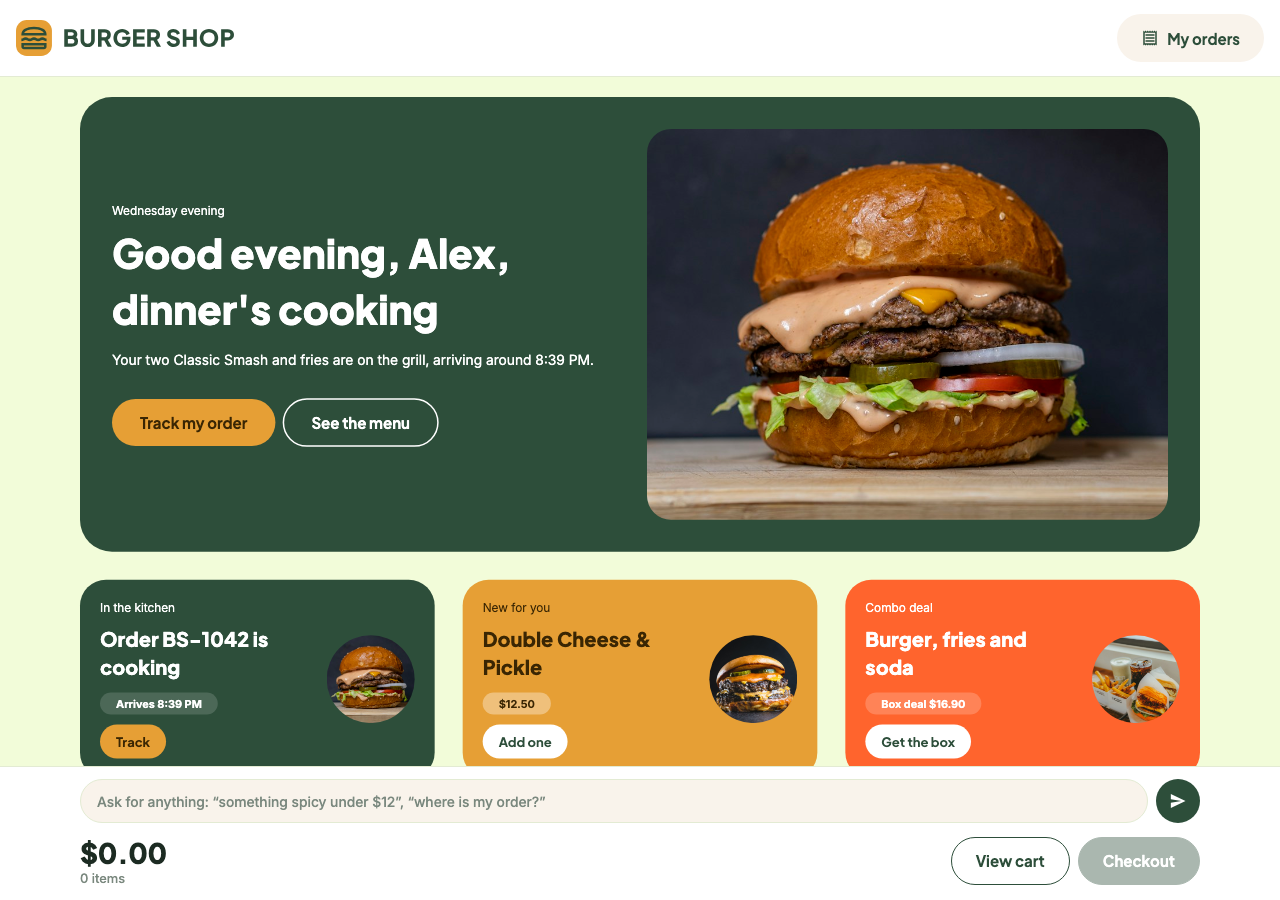 BURGER SHOP
My orders
Wednesday evening
Good evening, Alex,
dinner's cooking
Your two Classic Smash and fries are on the grill, arriving around 8:39 PM.
Track my order
See the menu
In the kitchen
Order BS-1042 is
cooking
Arrives 8:39 PM
Track
New for you
Double Cheese &
Pickle
$12.50
Add one
Combo deal
Burger, fries and
soda
Box deal $16.90
Get the box
Ask for anything: “something spicy under $12”, “where is my order?”
$0.00
0 items
View cart
Checkout